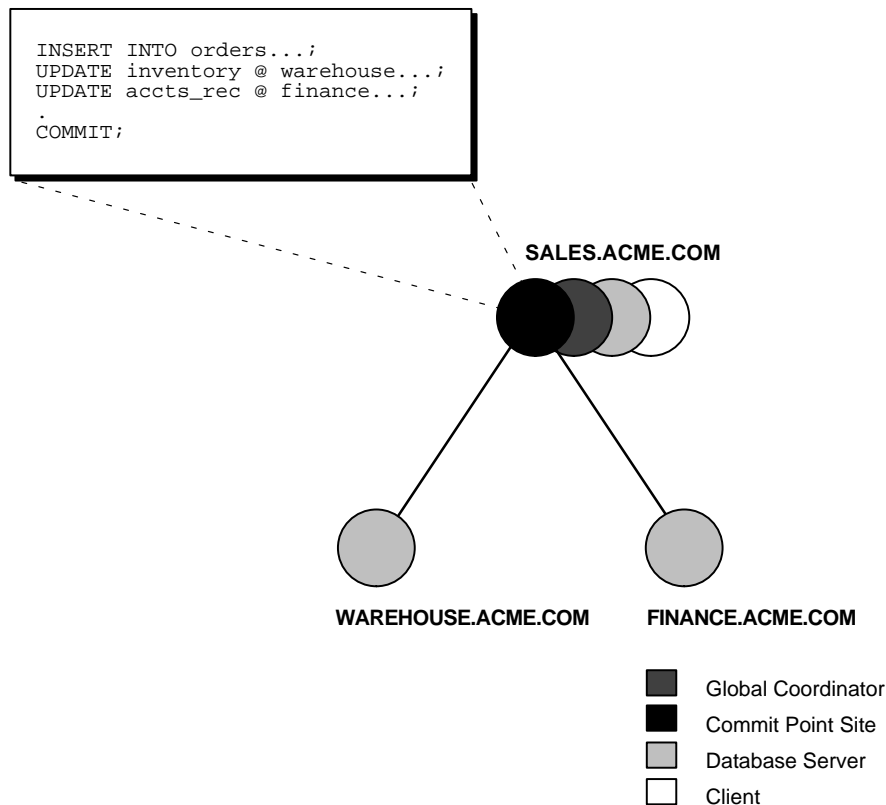 INSERT INTO orders...;
UPDATE inventory @ warehouse...;
UPDATE accts_rec @ finance...;
.
COMMIT;
SALES.ACME.COM
WAREHOUSE.ACME.COM
FINANCE.ACME.COM
Global Coordinator
Commit Point Site
Database Server
Client